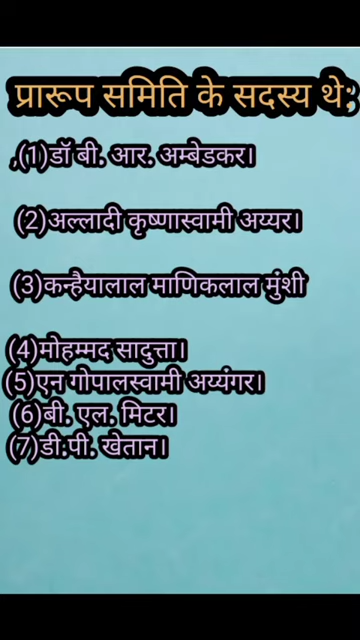 प्रारूप समिति के सदस्य थे;
,(1)डॉ बी. आर. अम्बेडकर।
(2)अल्लादी कृष्णास्वामी अय्यर।
(3)कन्हैयालाल माणिकलाल मुंशी
(4)मोहम्मद सादुत्ता।
(5)एन गोपालस्वामी अय्यंगर।
(6)बी. एल. मिटर।
(7)डी.पी. खेतान।